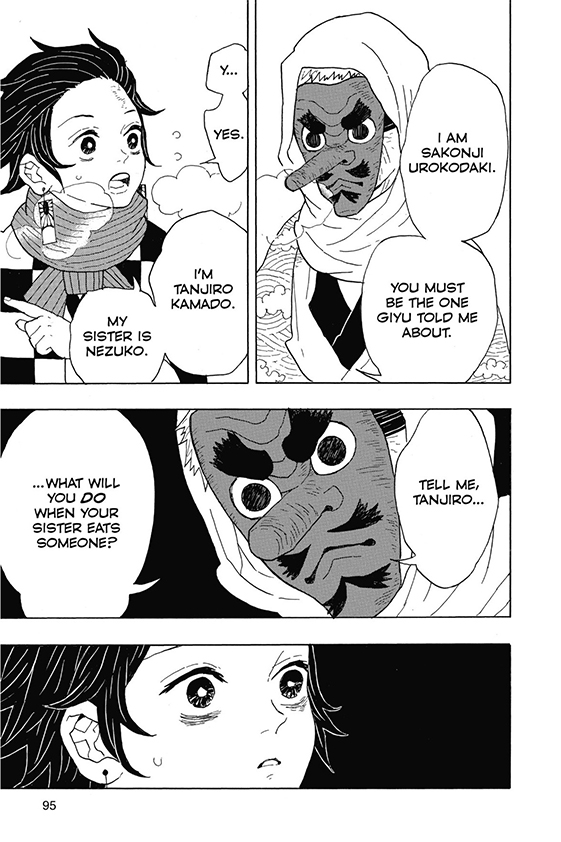 I AM
SAKONJI
UROKODAKI.
YOU MUST
BE THE ONE
GIYU TOLD ME
ABOUT.
Y...
YES.
I'M
TANJIRO
KAMADO.
MY
SISTER IS
NEZUKO.
TELL ME,
TANJIRO...
...WHAT WILL
YOU DO
WHEN YOUR
SISTER EATS
SOMEONE?
95